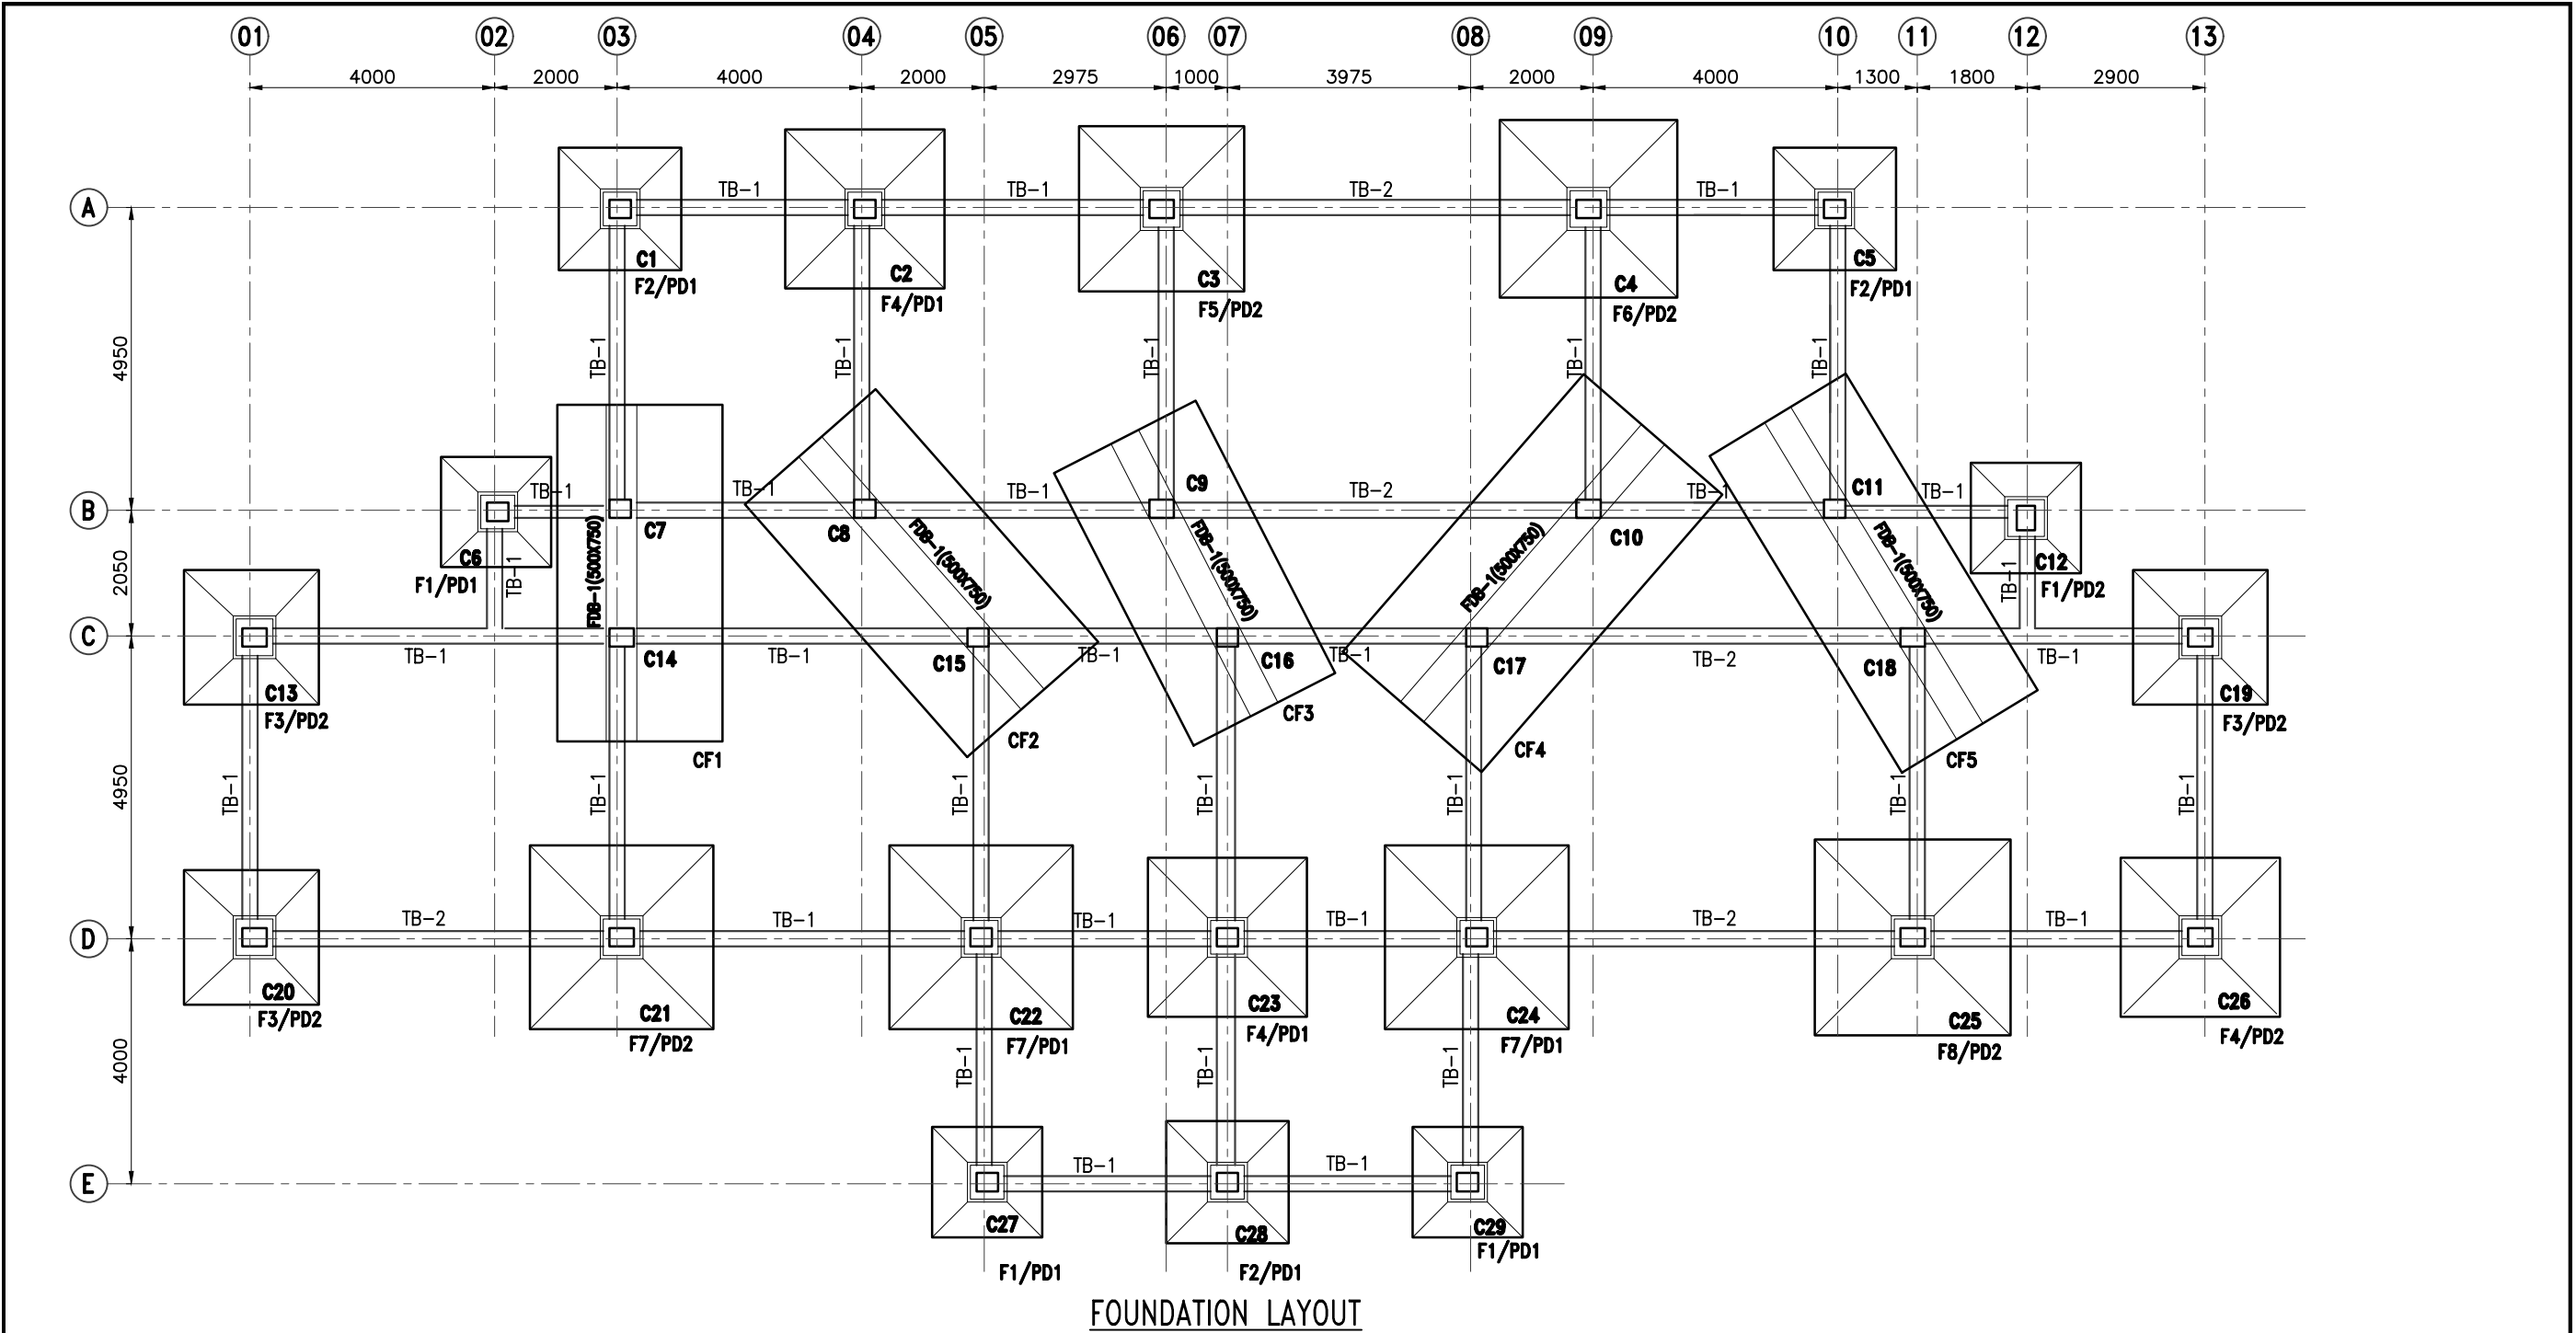 01 02 03 04 05 06 07 08 09 10 11 12 13
4000 2000 4000 2000 2975 1000 3975 2000 4000 1300 1800 2900
A TB-1 TB-1 TB-2 TB-1
C1 C2 C3 C4 C5
F2/PD1 F4/PD1 F5/PD2 F6/PD2 F2/PD1
4950 TB-1 TB-1 TB-1 TB-1 TB-1
B TB-1 TB-1 TB-1 TB-2 TB-1 TB-1
C7 C8 C9 C10 C11
C6 C12
F1/PD1 F1/PD2
2050 TB-1 TB-1
FDB-1(500X750) FDB-1(500X750) FDB-1(500X750) FDB-1(500X750) FDB-1(500X750)
C TB-1 TB-1 TB-1 TB-1 TB-2 TB-1
C13 C14 C15 C16 C17 C18 C19
F3/PD2 F3/PD2
CF1 CF2 CF3 CF4 CF5
4950 TB-1 TB-1 TB-1 TB-1 TB-1 TB-1 TB-1
D TB-2 TB-1 TB-1 TB-1 TB-2 TB-1
C20 C21 C22 C23 C24 C25 C26
F3/PD2 F7/PD2 F7/PD1 F4/PD1 F7/PD1 F8/PD2 F4/PD2
4000 TB-1 TB-1 TB-1
E TB-1 TB-1
C27 C28 C29
F1/PD1 F2/PD1 F1/PD1
FOUNDATION LAYOUT